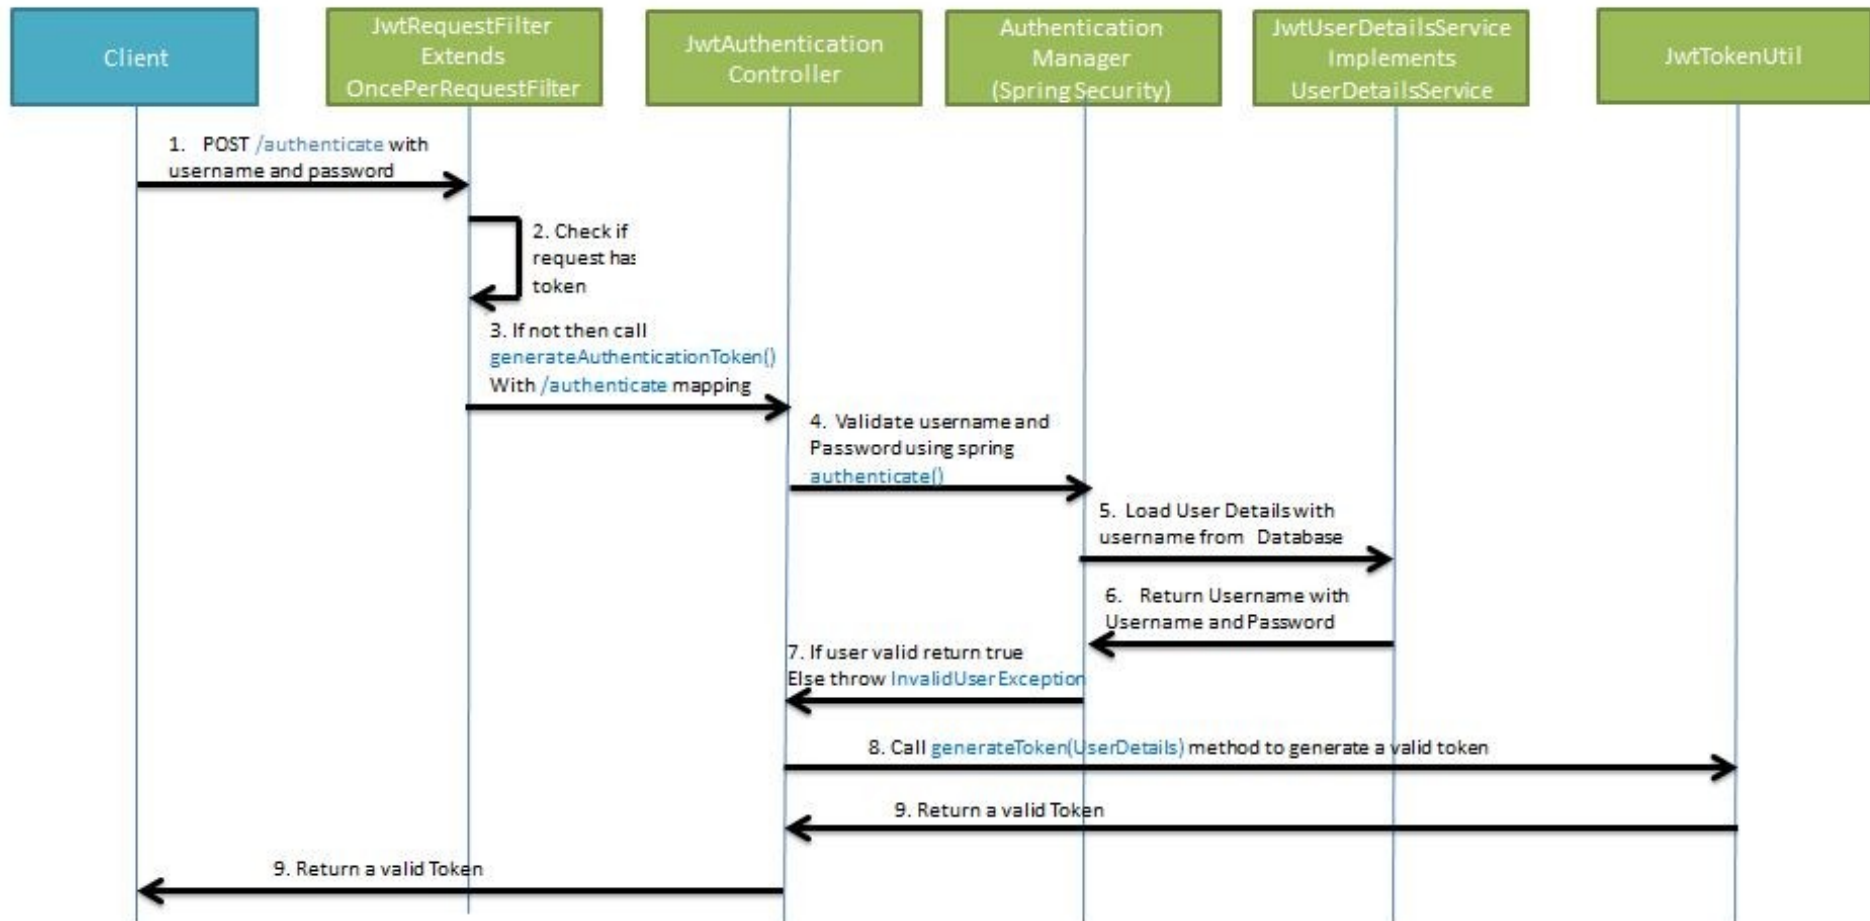 Client
JwtRequestFilter
Extends
OncePerRequestFilter
JwtAuthentication
Controller
Authentication
Manager
(Spring Security)
JwtUserDetailsService
Implements
UserDetailsService
JwtTokenUtil
1. POST /authenticate with
username and password
2. Check if
request has
token
3. If not then call
generateAuthenticationToken()
With /authenticate mapping
4. Validate username and
Password using spring
authenticate()
5. Load User Details with
username from Database
6. Return Username with
Username and Password
7. If user valid return true
Else throw InvalidUserException
8. Call generateToken(UserDetails) method to generate a valid token
9. Return a valid Token
9. Return a valid Token